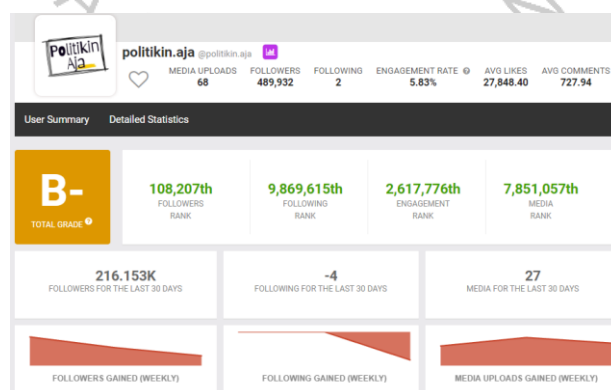 Politikin
Aja
politikin.aja @politikin.aja
MEDIA UPLOADS FOLLOWERS FOLLOWING ENGAGEMENT RATE AVG LIKES AVG COMMENTS
68 489,932 2 5.83% 27,848.40 727.94
User Summary Detailed Statistics
B-
TOTAL GRADE
108,207th 9,869,615th 2,617,776th 7,851,057th
FOLLOWERS FOLLOWING ENGAGEMENT MEDIA
RANK RANK RANK RANK
216.153K -4 27
FOLLOWERS FOR THE LAST 30 DAYS FOLLOWING FOR THE LAST 30 DAYS MEDIA FOR THE LAST 30 DAYS
FOLLOWERS GAINED (WEEKLY) FOLLOWING GAINED (WEEKLY) MEDIA UPLOADS GAINED (WEEKLY)